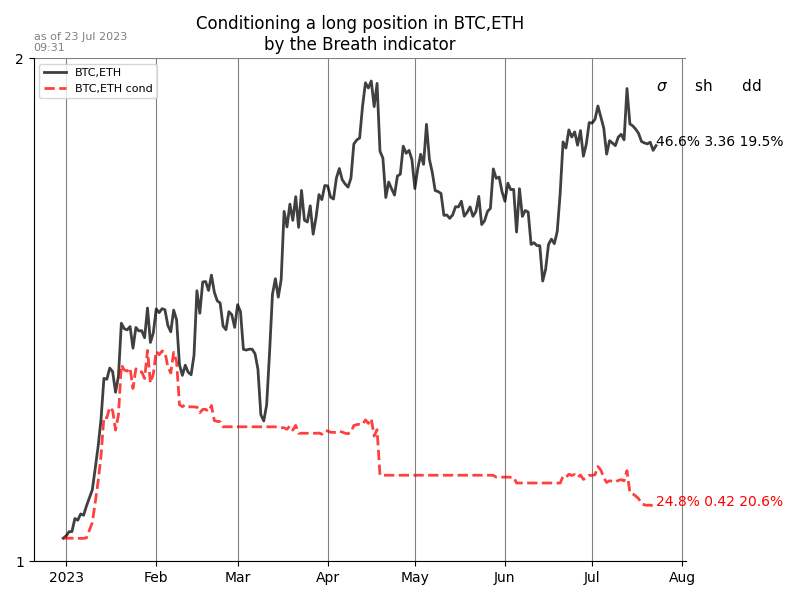 Conditioning a long position in BTC,ETH
by the Breath indicator
as of 23 Jul 2023
09:31
2
BTC,ETH
BTC,ETH cond
σ sh dd
46.6% 3.36 19.5%
24.8% 0.42 20.6%
1
2023 Feb Mar Apr May Jun Jul Aug